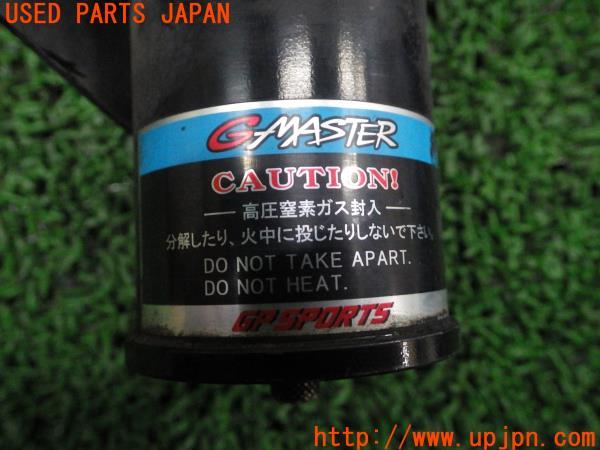 USED PARTS JAPAN
G-MASTER
CAUTION!
高圧窒素ガス封入
分解したり、火中に投じたりしないで下さい。
DO NOT TAKE APART.
DO NOT HEAT.
GP SPORTS
http://www.upjpn.com/